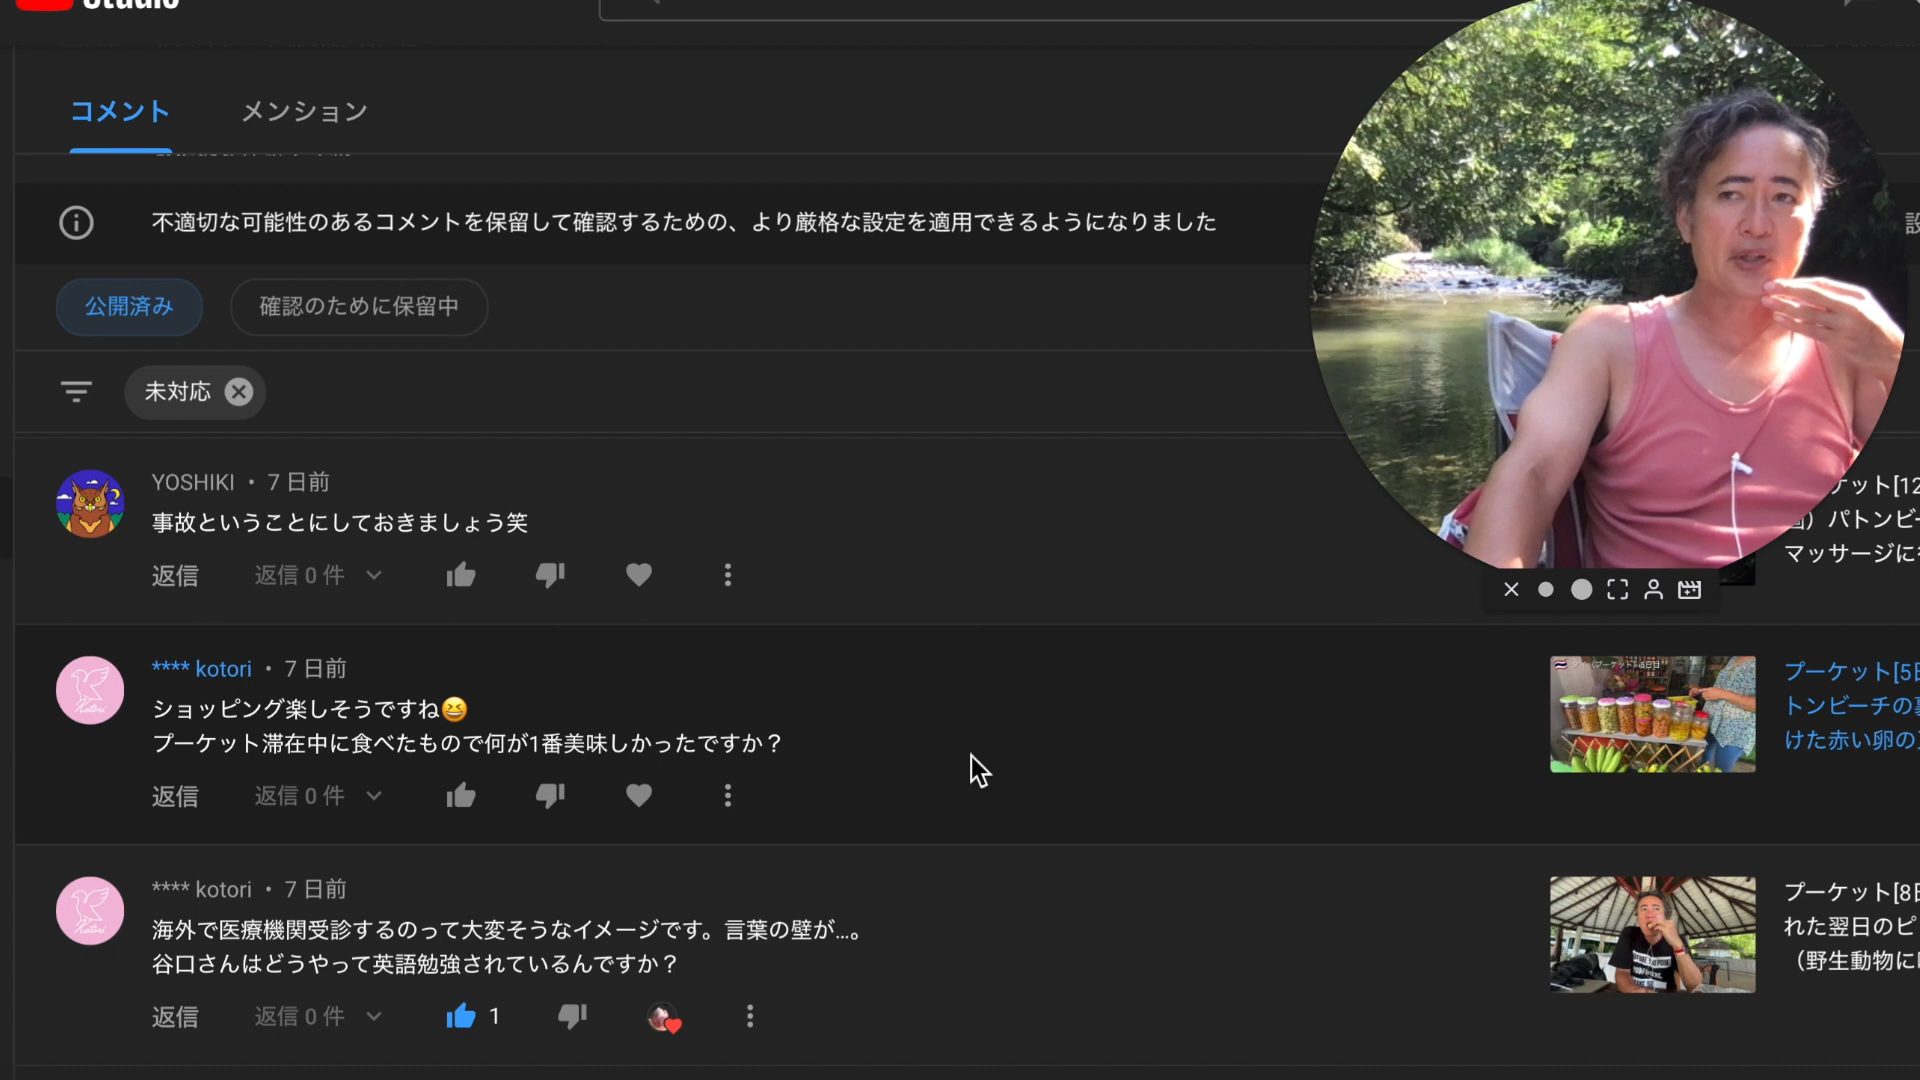 Studio
コメント
メンション
不適切な可能性のあるコメントを保留して確認するための、より厳格な設定を適用できるようになりました
設
公開済み
確認のために保留中
未対応
YOSHIKI • 7 日前
事故ということにしておきましょう笑
返信
返信 0 件
ケット[12
パトンビー
マッサージに
**** kotori • 7 日前
ショッピング楽しそうですね😆
プーケット滞在中に食べたもので何が1番美味しかったですか？
返信
返信 0 件
プーケット[5日
トンビーチの
けた赤い卵の
**** kotori • 7 日前
海外で医療機関受診するのって大変そうなイメージです。言葉の壁が…。
谷口さんはどうやって英語勉強されているんですか？
返信
返信 0 件
1
プーケット[8日
れた翌日のピ
（野生動物に